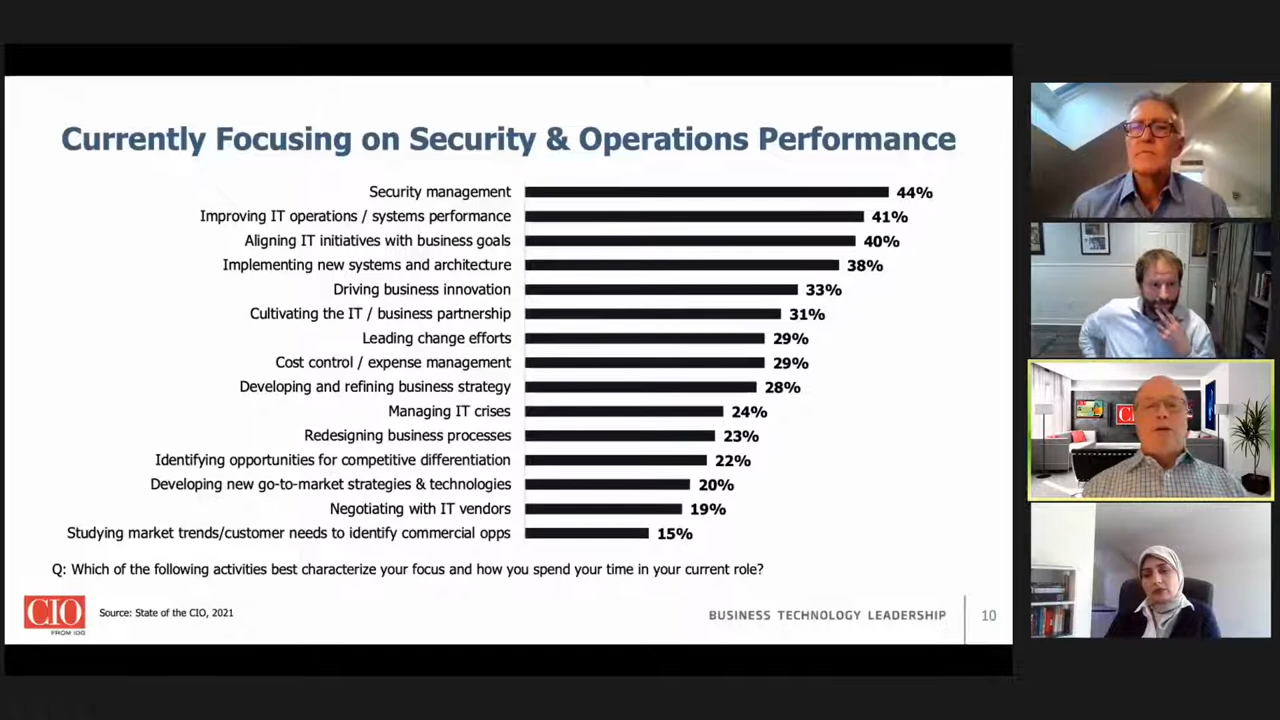 Currently Focusing on Security & Operations Performance
Security management 44%
Improving IT operations / systems performance 41%
Aligning IT initiatives with business goals 40%
Implementing new systems and architecture 38%
Driving business innovation 33%
Cultivating the IT / business partnership 31%
Leading change efforts 29%
Cost control / expense management 29%
Developing and refining business strategy 28%
Managing IT crises 24%
Redesigning business processes 23%
Identifying opportunities for competitive differentiation 22%
Developing new go-to-market strategies & technologies 20%
Negotiating with IT vendors 19%
Studying market trends/customer needs to identify commercial opps 15%
Q: Which of the following activities best characterize your focus and how you spend your time in your current role?
CIO
FROM IDG
Source: State of the CIO, 2021
BUSINESS TECHNOLOGY LEADERSHIP 10